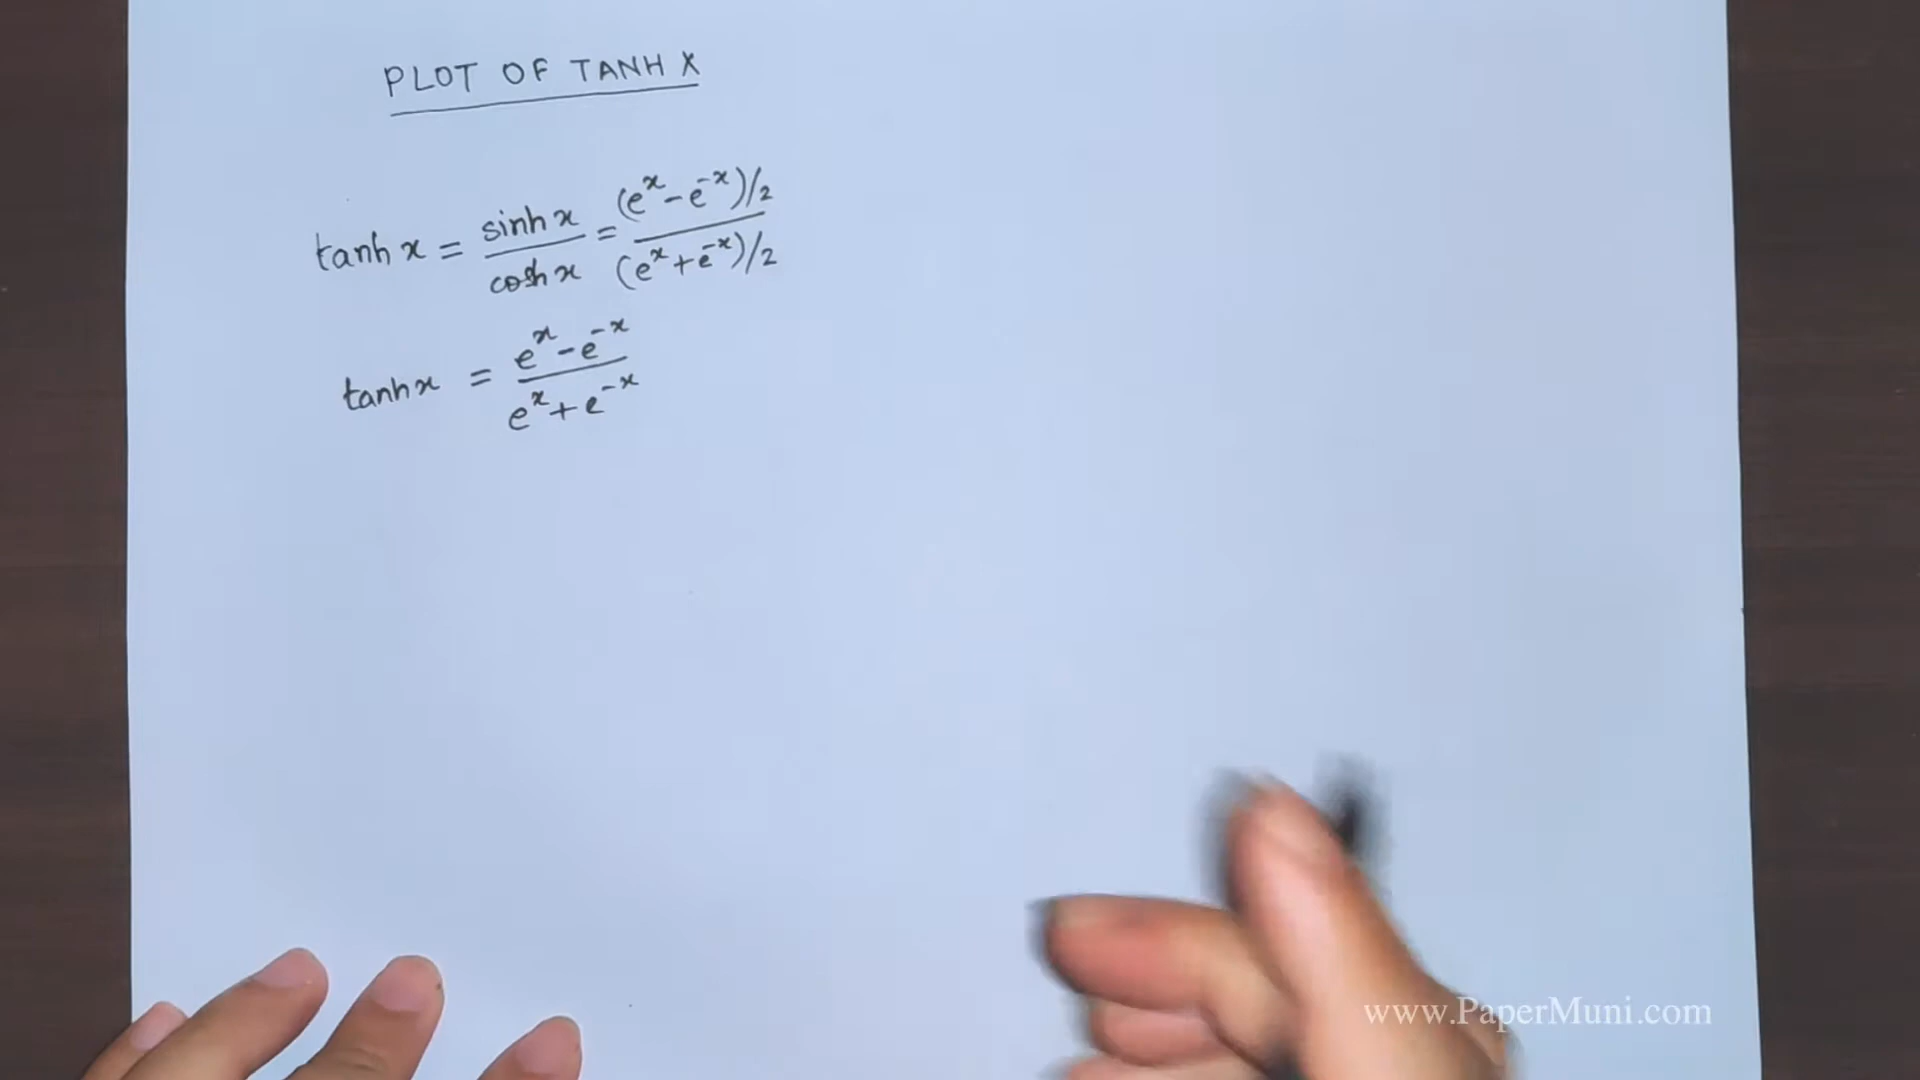 PLOT OF TANH X
tanh x = sinh x / cosh x = (e^x - e^-x)/2 / (e^x + e^-x)/2
tanh x = e^x - e^-x / e^x + e^-x
www.PaperMuni.com